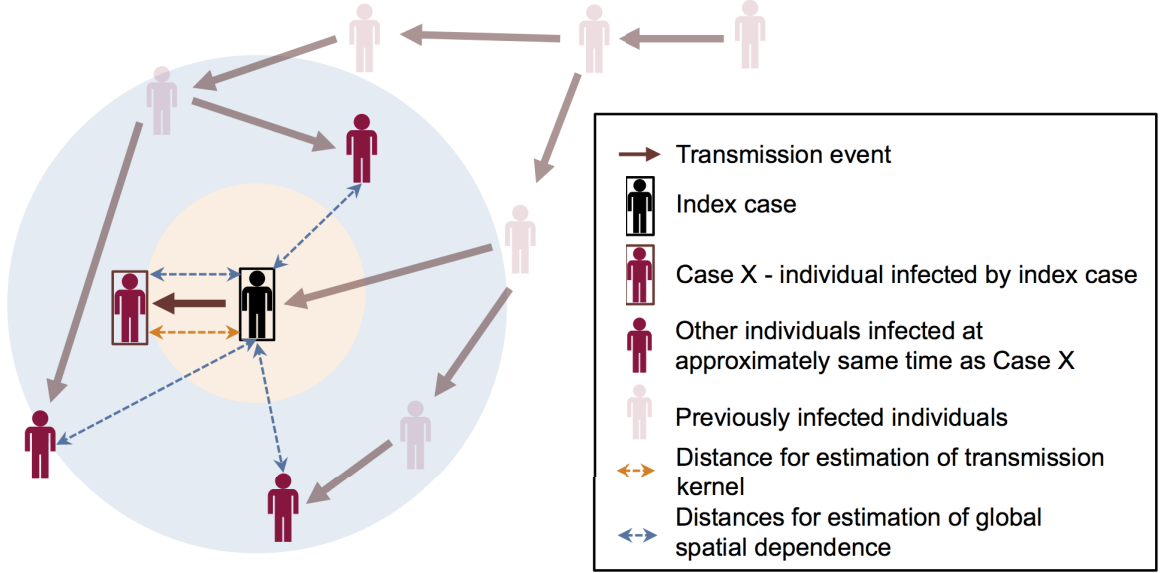 Transmission event
Index case
Case X - individual infected by index case
Other individuals infected at
approximately same time as Case X
Previously infected individuals
Distance for estimation of transmission
kernel
Distances for estimation of global
spatial dependence